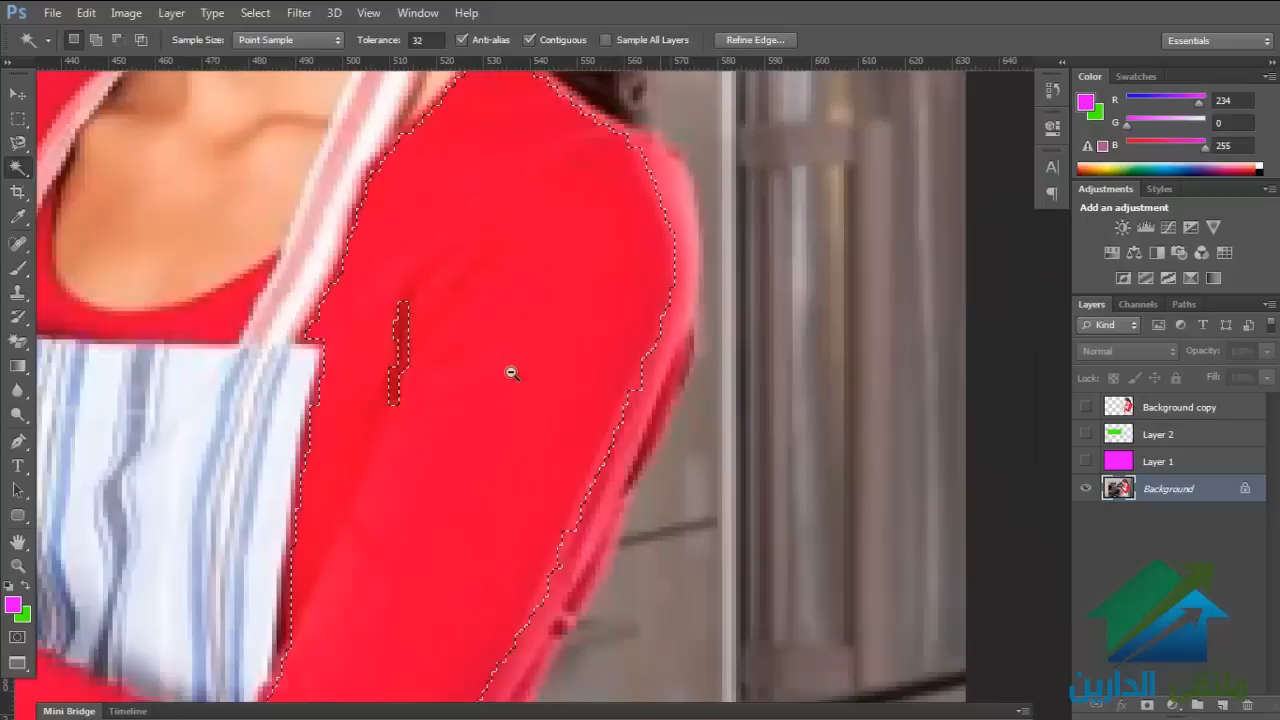 Ps File Edit Image Layer Type Select Filter 3D View Window Help
Sample Size: Point Sample Tolerance: 32 Anti-alias Contiguous Sample All Layers Refine Edge... Essentials
440 450 460 470 480 490 500 510 520 530 540 550 560 570 580 590 600 610 620 630 640
Color Swatches
R 234
G 0
B 255
Adjustments Styles
Add an adjustment
Layers Channels Paths
Kind
Normal Opacity:
Lock: Fill:
Background copy
Layer 2
Layer 1
Background
ملتقى الدارين
Mini Bridge Timeline